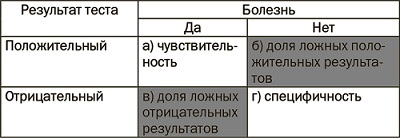 Результат теста
Болезнь
Да
Нет
Положительный
а) чувствитель-
ность
б) доля ложных поло-
жительных результа-
тов
Отрицательный
в) доля ложных
отрицательных
результатов
г) специфичность